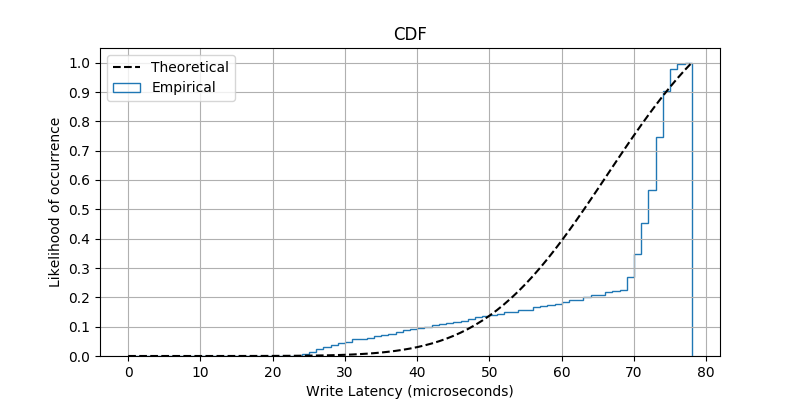 CDF
Theoretical
Empirical
Likelihood of occurrence
1.0
0.9
0.8
0.7
0.6
0.5
0.4
0.3
0.2
0.1
0.0
0 10 20 30 40 50 60 70 80
Write Latency (microseconds)